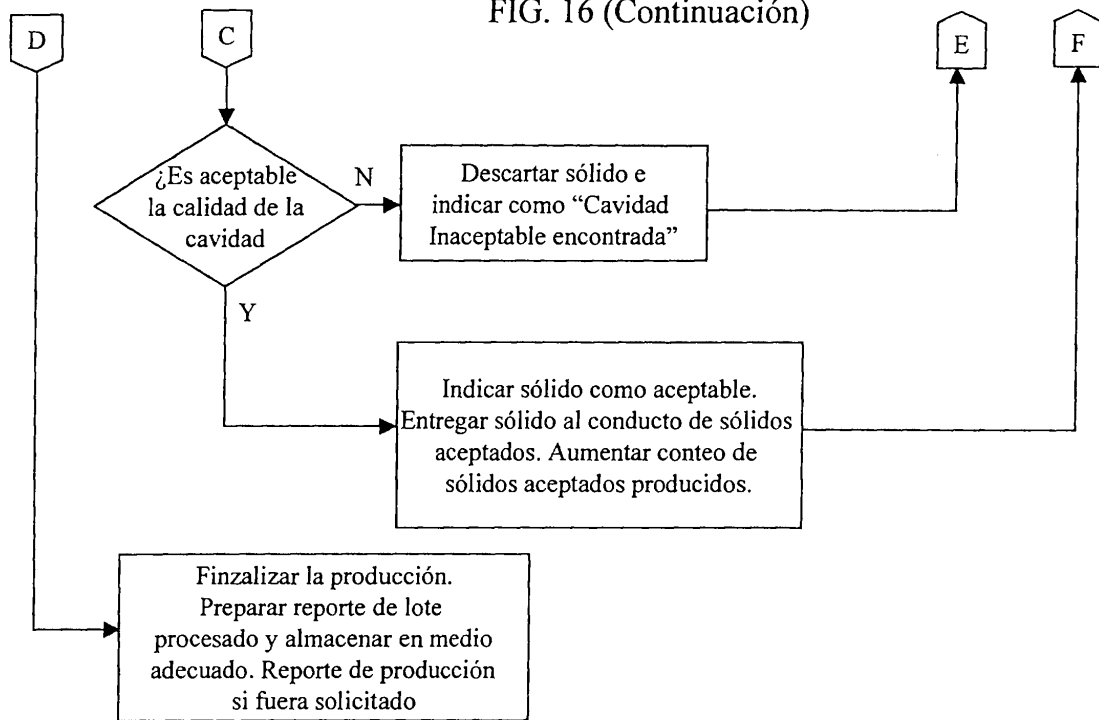 FIG. 16 (Continuación)
D
C
E
F
¿Es aceptable
la calidad de la
cavidad
N
Descartar sólido e
indicar como “Cavidad
Inaceptable encontrada”
Y
Indicar sólido como aceptable.
Entregar sólido al conducto de sólidos
aceptados. Aumentar conteo de
sólidos aceptados producidos.
Finzalizar la producción.
Preparar reporte de lote
procesado y almacenar en medio
adecuado. Reporte de producción
si fuera solicitado